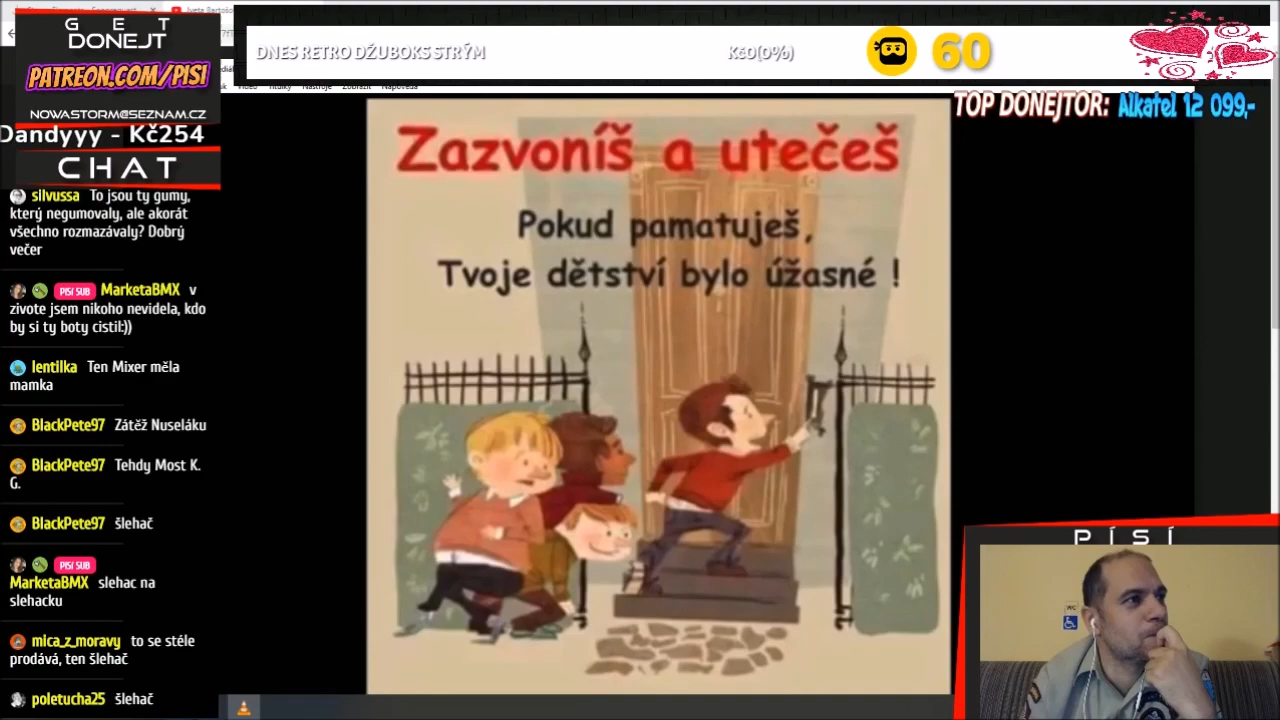 GET
DONEJT
PATREON.COM/PISI
NOWASTORM@SEZNAM.CZ
Dandyyy - Kč254
CHAT
silvussa To jsou ty gumy,
který negumovaly, ale akorát
všechno rozmazávaly? Dobrý
večer
PISI SUB MarketaBMX v
zivote jsem nikoho nevidela, kdo
by si ty boty cistil:))
lentilka Ten Mixer měla
mamka
BlackPete97 Zátěž Nuseláku
BlackPete97 Tehdy Most K.
G.
BlackPete97 šlehač
PISI SUB
MarketaBMX slehac na
slehacku
mica_z_moravy to se stéle
prodává, ten šlehač
poletucha25 šlehač
DNES RETRO DŽUBOKS STRÝM
Kč0(0%)
60
TOP DONEJTOR: Alkatel 12 099,-
Zazvoníš a utečeš
Pokud pamatuješ,
Tvoje dětství bylo úžasné !
PÍSÍ
WC